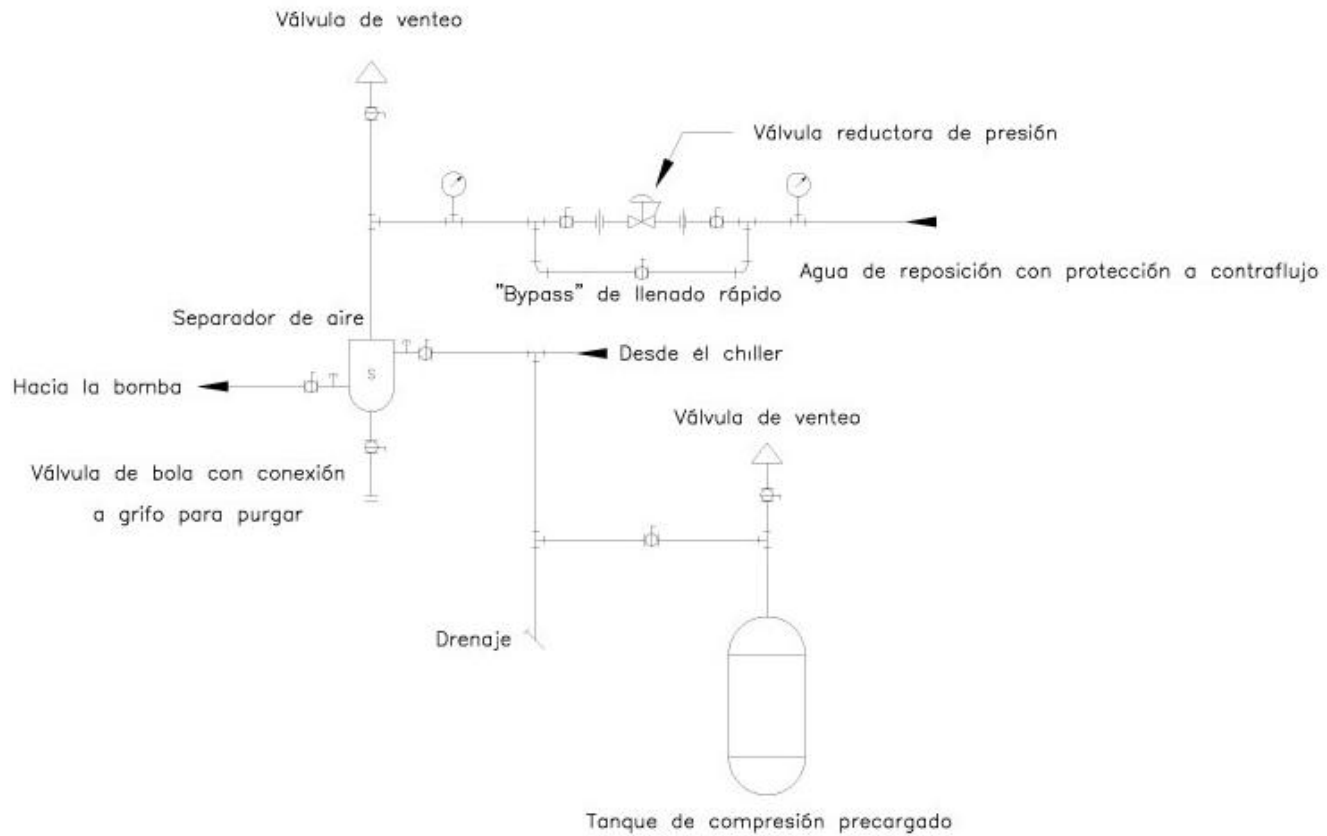 Válvula de venteo
Válvula reductora de presión
Agua de reposición con protección a contraflujo
"Bypass" de llenado rápido
Separador de aire
S
Desde él chiller
Hacia la bomba
Válvula de venteo
Válvula de bola con conexión
a grifo para purgar
Drenaje
Tanque de compresión precargado